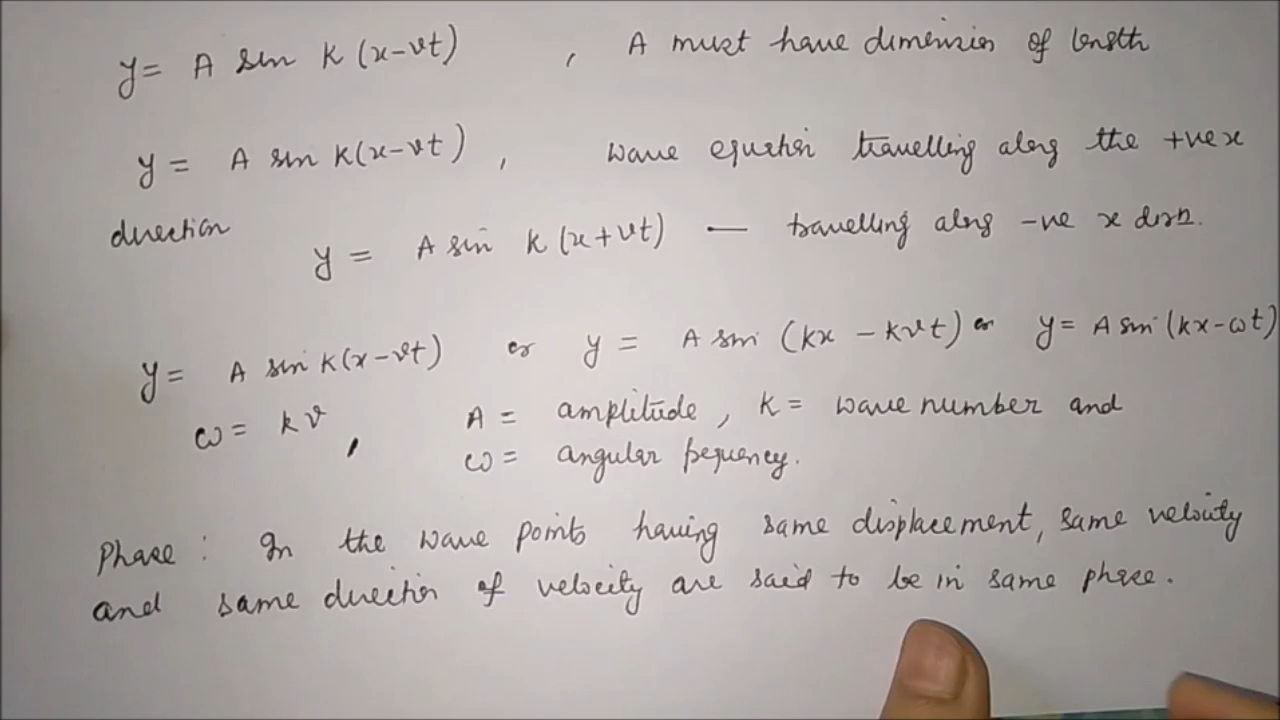 y = A sin k (x-vt) , A must have dimension of length
y = A sin k(x-vt) , wave equation travelling along the +ve x
direction
y = A sin k (x+vt) — travelling along -ve x dirn.
y = A sin k(x-vt) or y = A sin (kx - kvt) or y = A sin (kx-ωt)
ω = kv , A = amplitude, k = wave number and
ω = angular frequency.
Phase : In the wave points having same displacement, same velocity
and same direction of velocity are said to be in same phase.